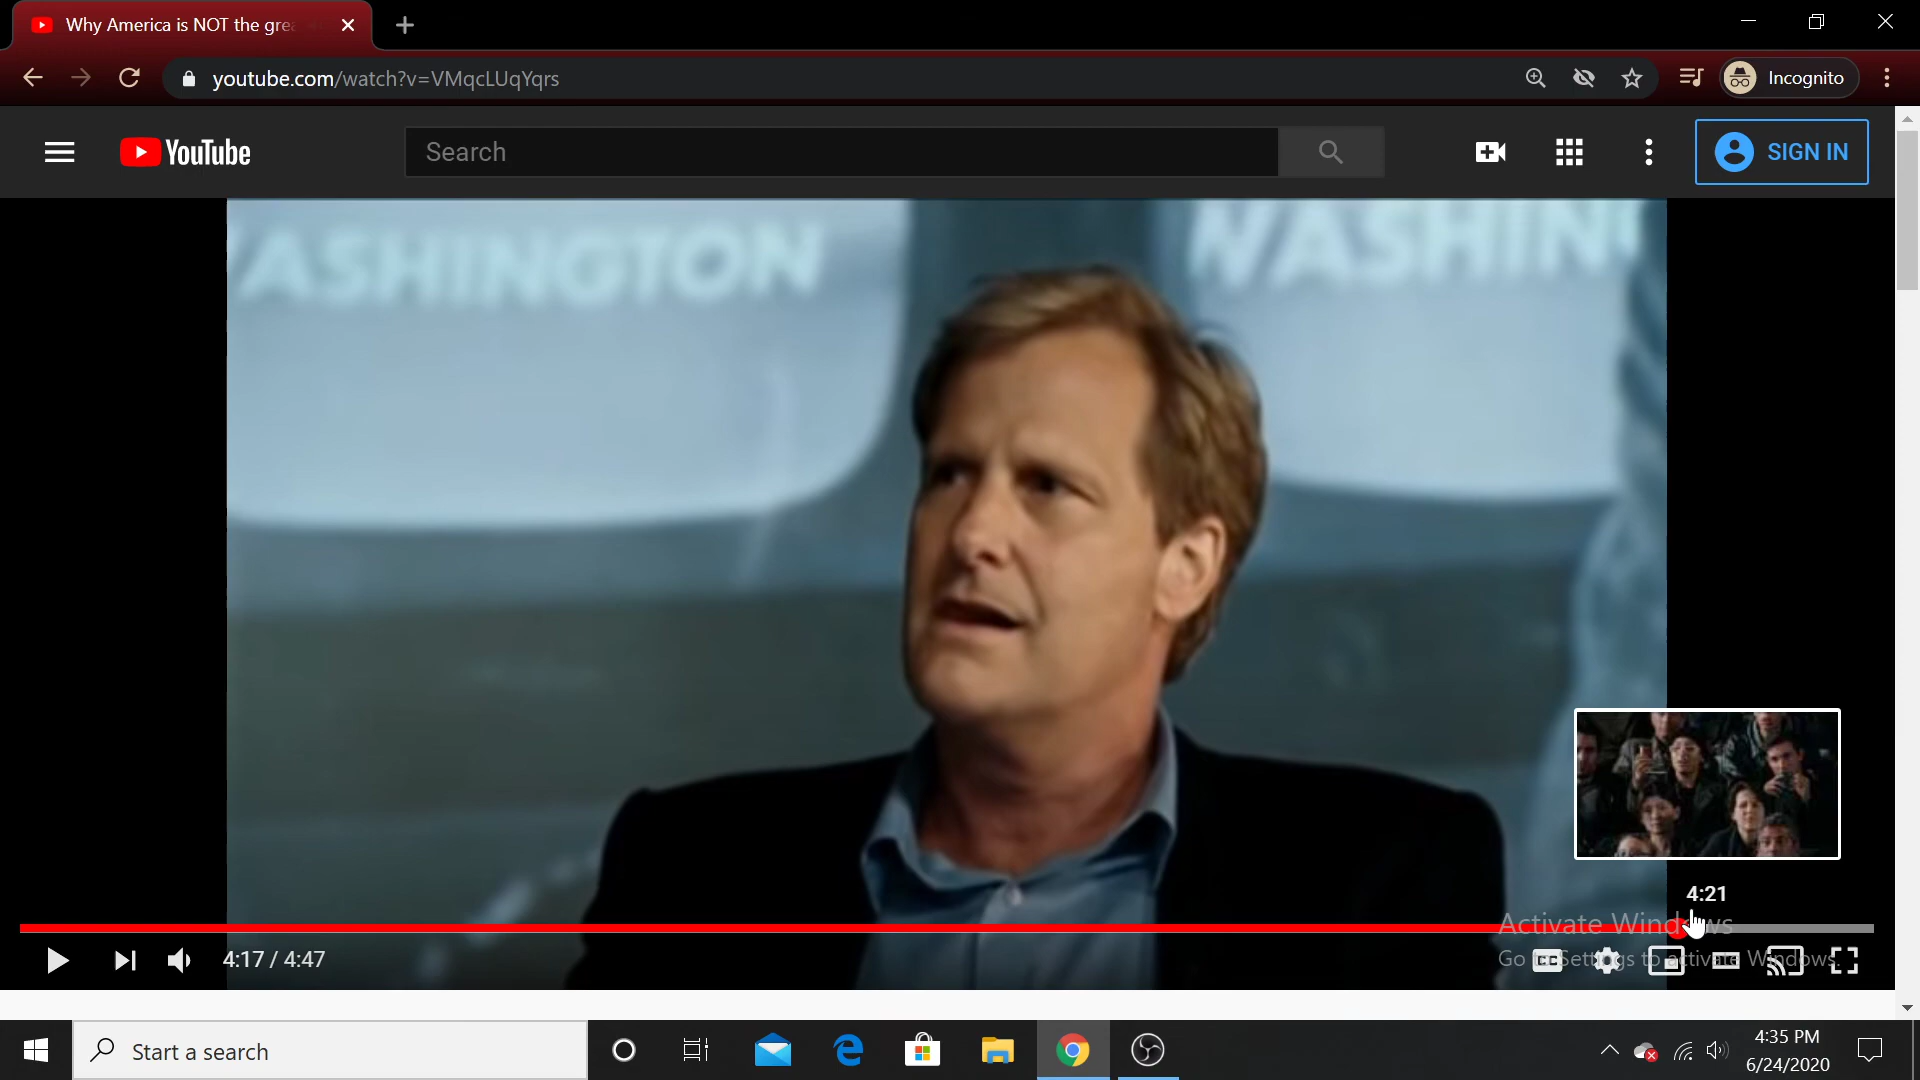 Why America is NOT the gre
youtube.com/watch?v=VMqcLUqYqrs
Incognito
YouTube
Search
SIGN IN
WASHINGTON
WASHIN
4:21
Activate Windows
Go to Settings to activate Windows.
4:17 / 4:47
CC
Start a search
4:35 PM
6/24/2020